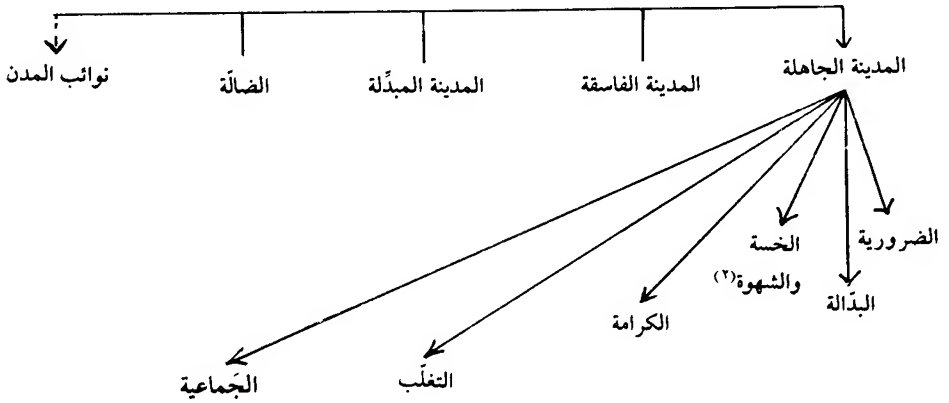 المدينة الجاهلة
المدينة الفاسقة
المدينة المبدِّلة
الضالّة
نوائب المدن
الضرورية
البدّالة
الخسة
والشهوة(٢)
الكرامة
التغلّب
الجَماعية